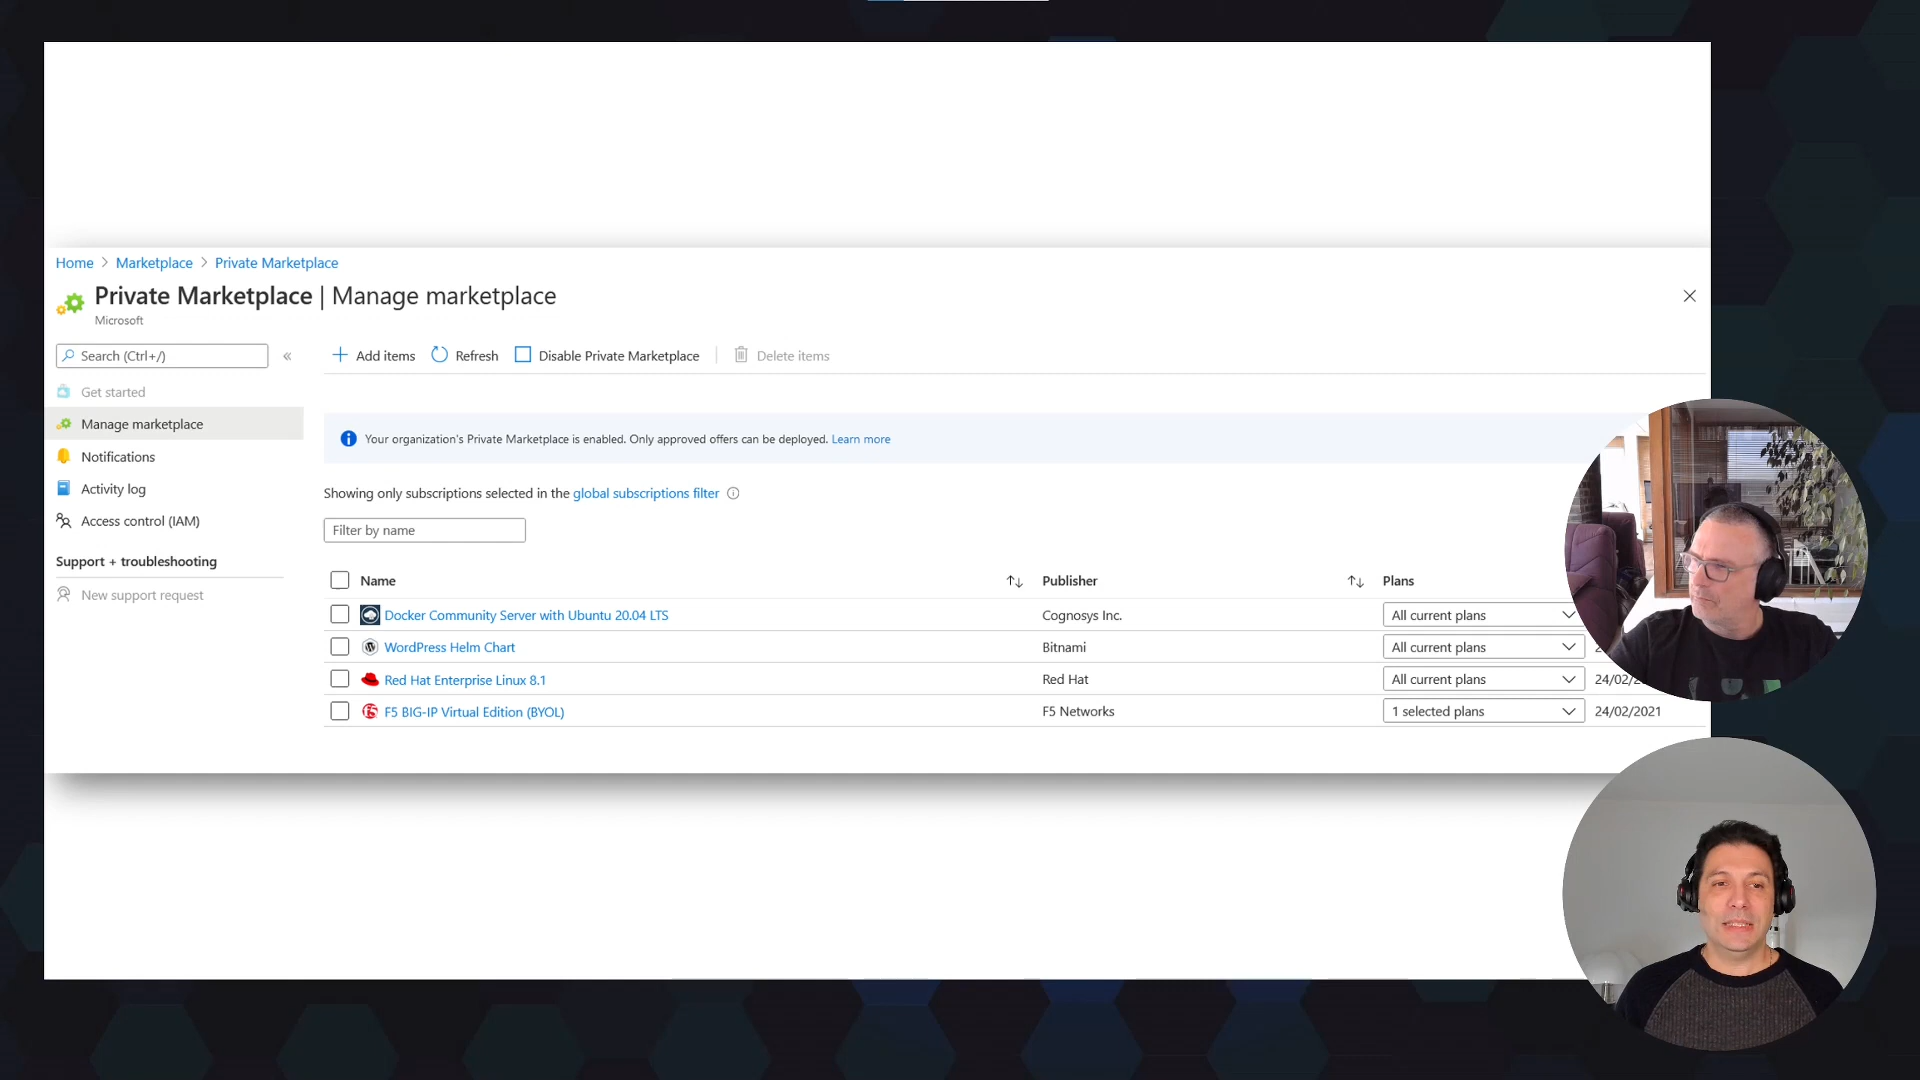 Home > Marketplace > Private Marketplace
Private Marketplace | Manage marketplace
Microsoft
Search (Ctrl+/)
«
Add items
Refresh
Disable Private Marketplace
Delete items
Get started
Manage marketplace
Notifications
Activity log
Access control (IAM)
Support + troubleshooting
New support request
Your organization's Private Marketplace is enabled. Only approved offers can be deployed. Learn more
Showing only subscriptions selected in the global subscriptions filter
Filter by name
Name Publisher Plans
Docker Community Server with Ubuntu 20.04 LTS Cognosys Inc. All current plans
WordPress Helm Chart Bitnami All current plans
Red Hat Enterprise Linux 8.1 Red Hat All current plans 24/02/
F5 BIG-IP Virtual Edition (BYOL) F5 Networks 1 selected plans 24/02/2021